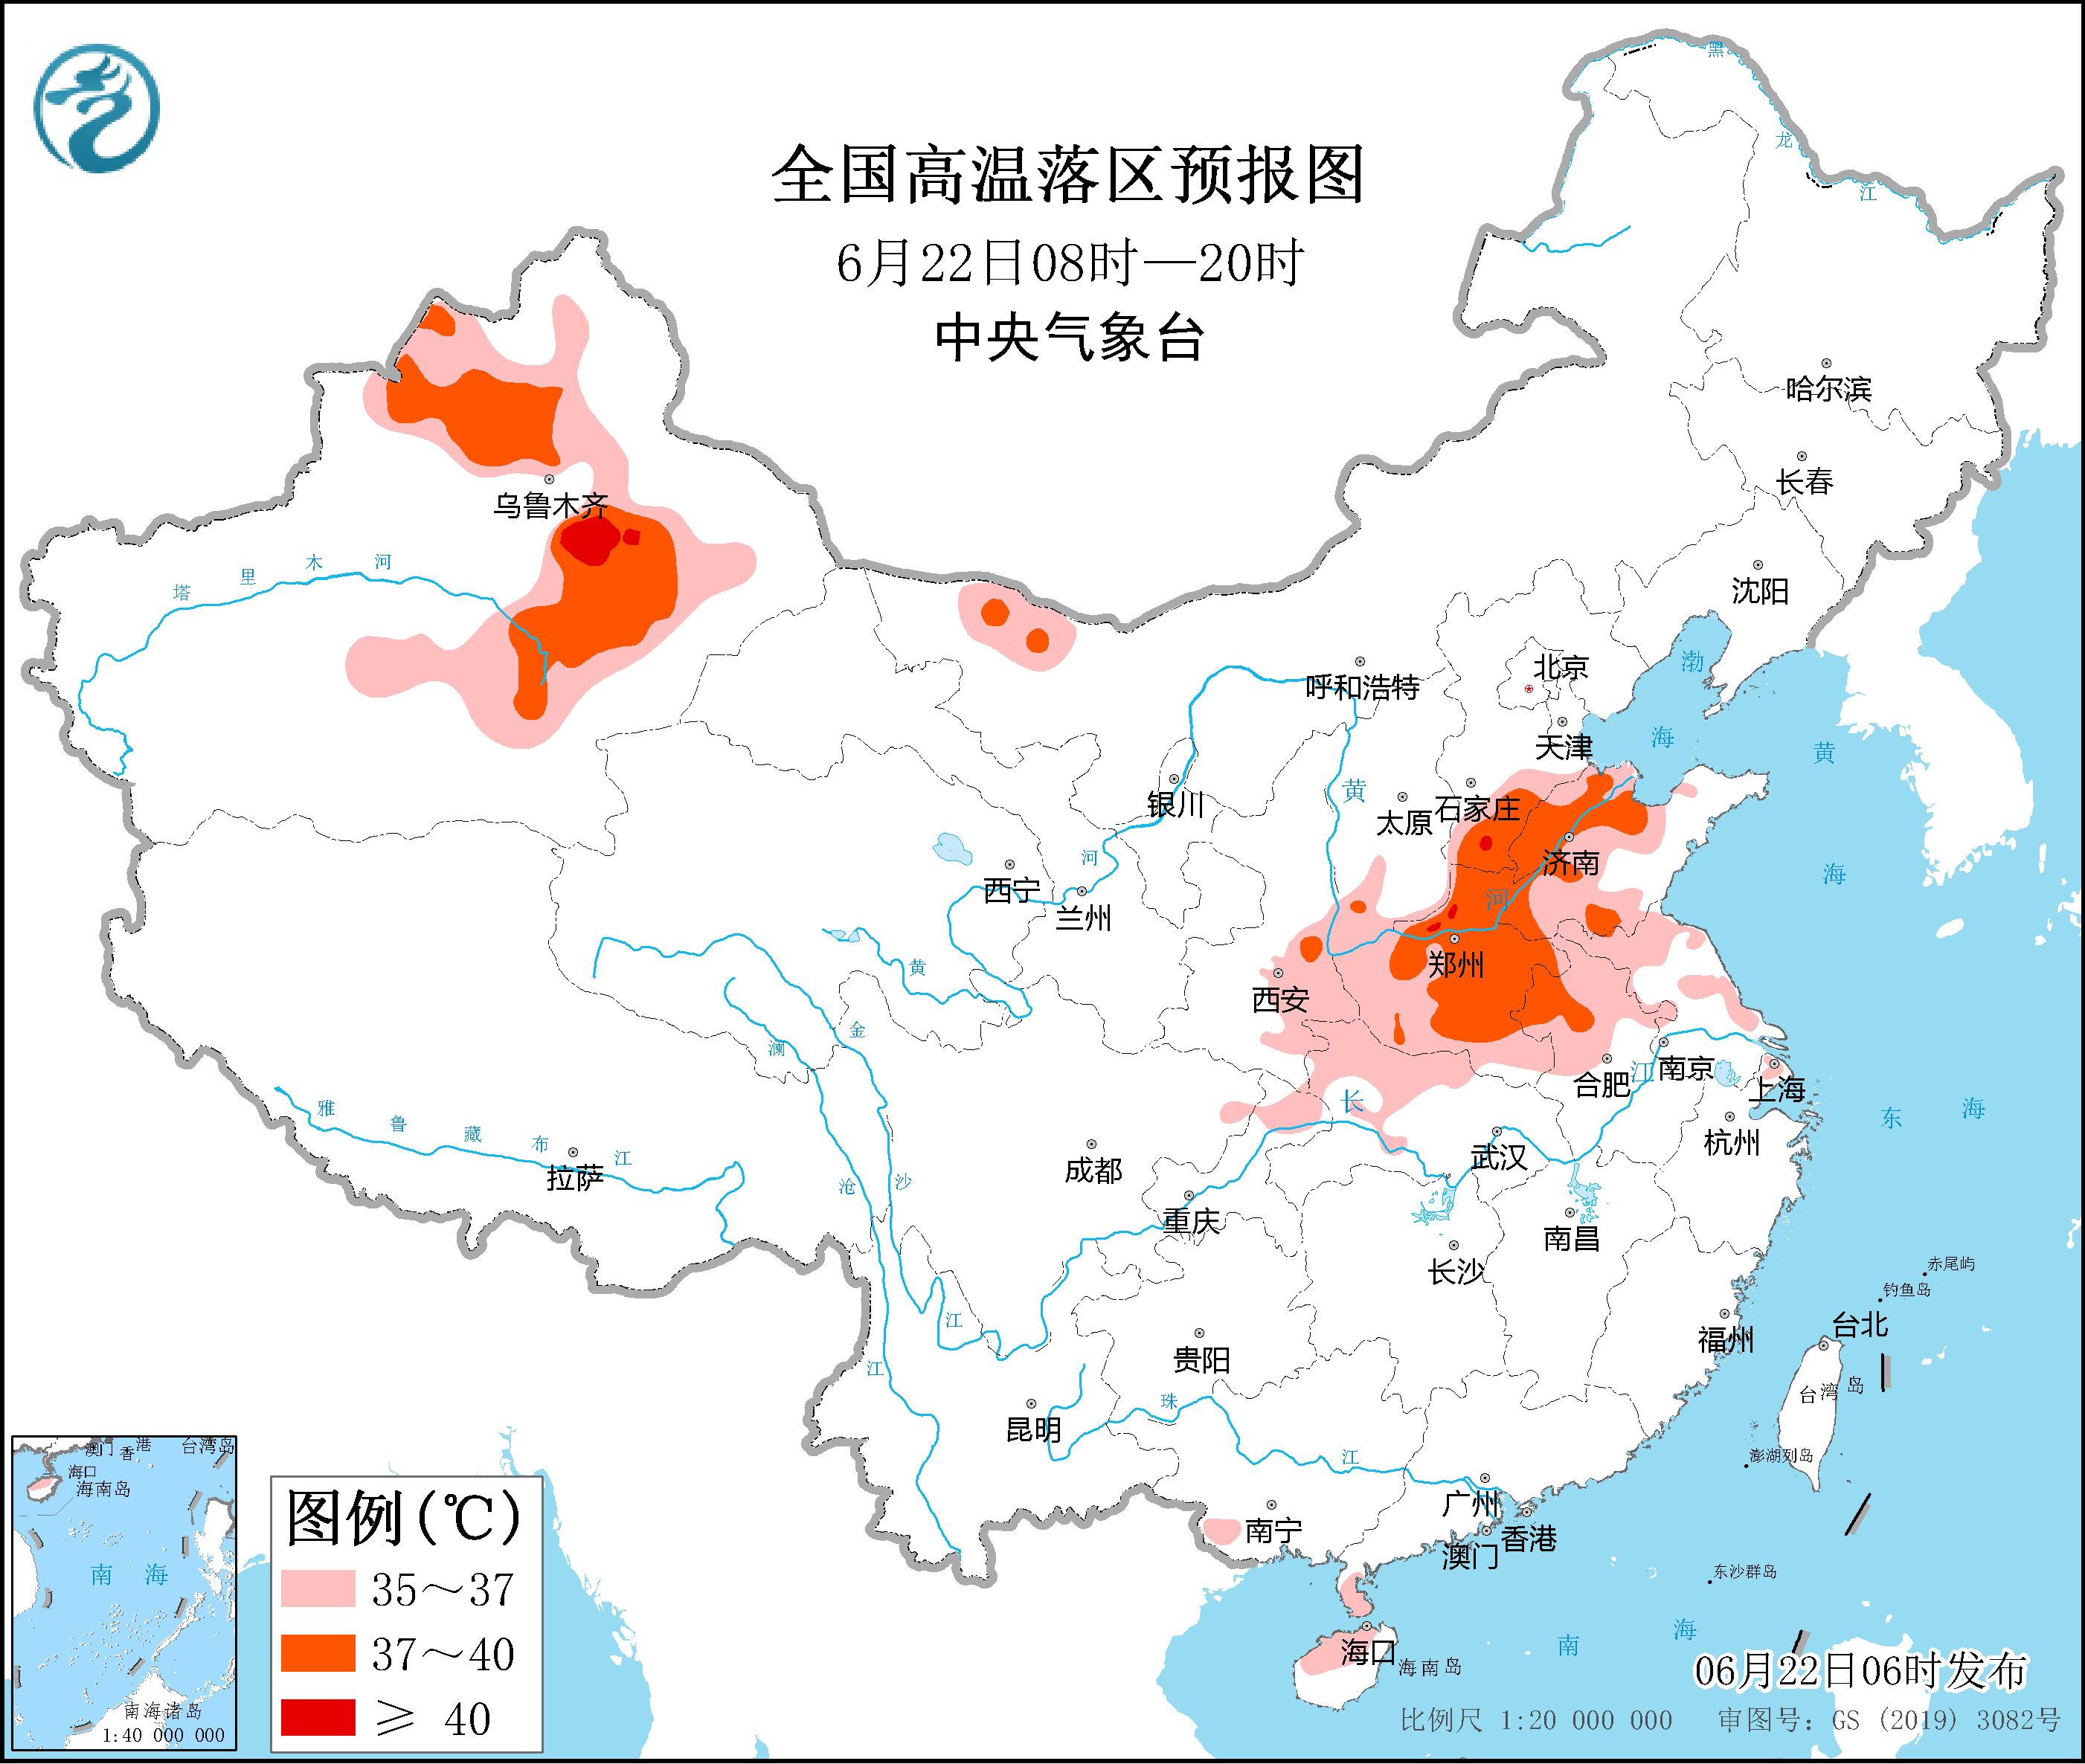 全国高温落区预报图
6月22日08时—20时
中央气象台
黑
龙
江
哈尔滨
长春
沈阳
乌鲁木齐
塔
里
木
河
呼和浩特
北京
天津
渤
海
黄
海
银川
黄
太原
石家庄
济南
河
西宁
兰州
河
郑州
西安
黄
金
澜
长
合肥
江
南京
上海
东
海
杭州
武汉
雅
鲁
藏
布
江
拉萨
成都
沧
沙
重庆
南昌
长沙
赤尾屿
钓鱼岛
江
江
福州
台北
台湾岛
贵阳
昆明
珠
江
澎湖列岛
广州
南宁
香港
澳门
东沙群岛
海口
海南岛
南
海
澳门
香港
台湾岛
海口
海南岛
南
海
南海诸岛
1:40 000 000
图例(℃)
35～37
37～40
≥ 40
06月22日06时发布
比例尺 1:20 000 000
审图号：GS (2019) 3082号